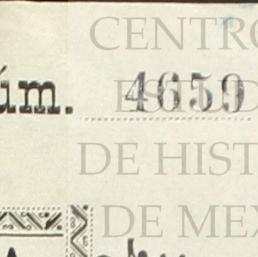 CENTRO
úm. 4659
DE HIST
DE MEX